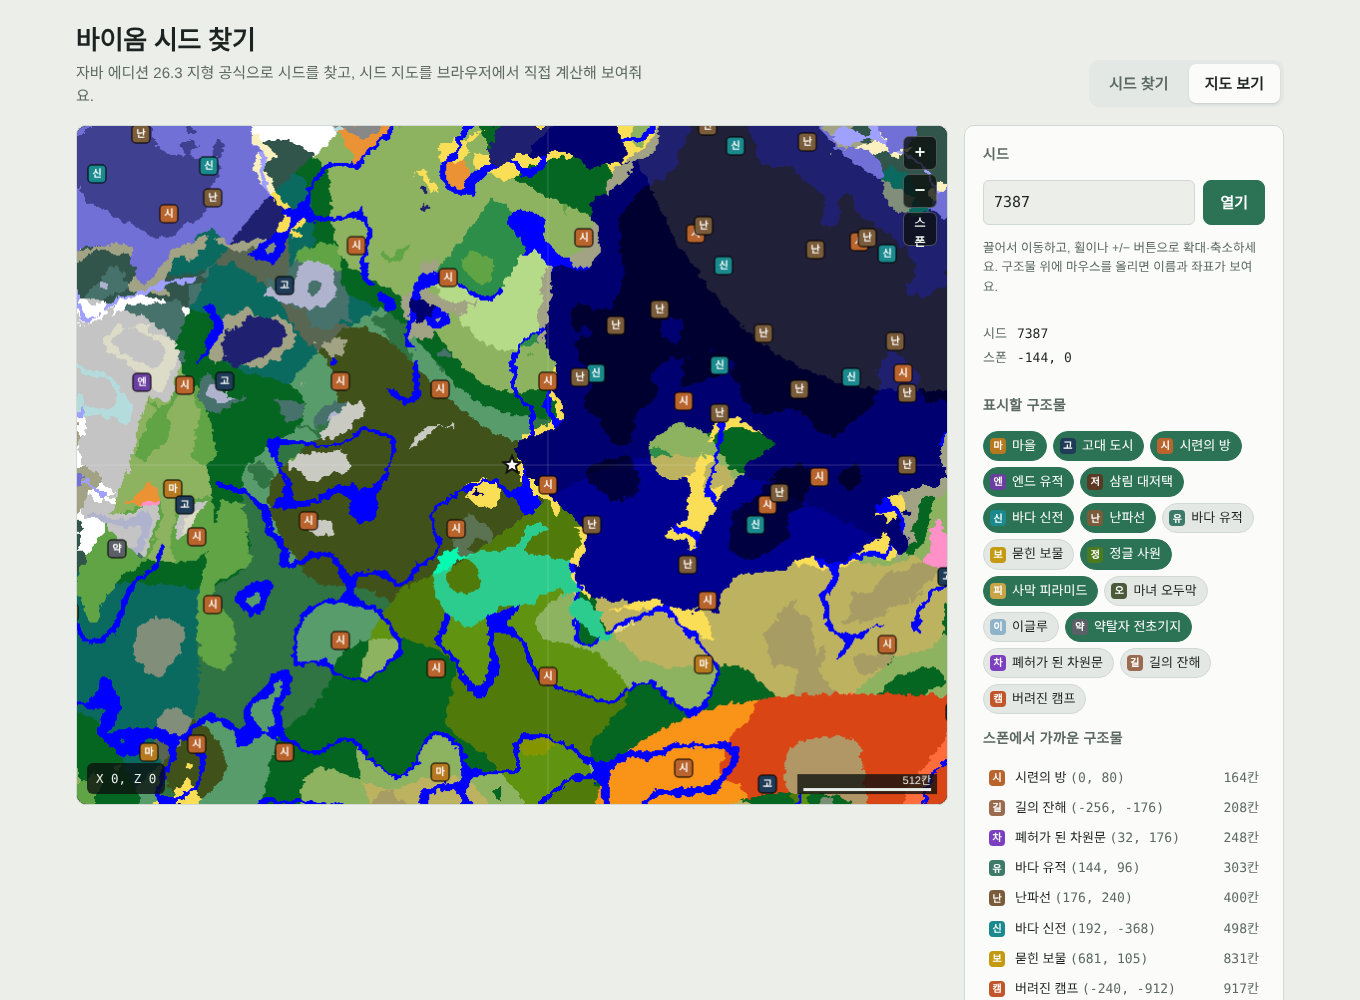 바이옴 시드 찾기
자바 에디션 26.3 지형 공식으로 시드를 찾고, 시드 지도를 브라우저에서 직접 계산해 보여줘
요.
시드 찾기
지도 보기
+
−
스
폰
X 0, Z 0
512칸
시드
7387
열기
끌어서 이동하고, 휠이나 +/− 버튼으로 확대·축소하세
요. 구조물 위에 마우스를 올리면 이름과 좌표가 보여
요.
시드 7387
스폰 -144, 0
표시할 구조물
마 마을
고 고대 도시
시 시련의 방
엔 엔드 유적
저 삼림 대저택
신 바다 신전
난 난파선
유 바다 유적
보 묻힌 보물
정 정글 사원
피 사막 피라미드
오 마녀 오두막
이 이글루
약 약탈자 전초기지
차 폐허가 된 차원문
길 길의 잔해
캠 버려진 캠프
스폰에서 가까운 구조물
시 시련의 방 (0, 80) 164칸
길 길의 잔해 (-256, -176) 208칸
차 폐허가 된 차원문 (32, 176) 248칸
유 바다 유적 (144, 96) 303칸
난 난파선 (176, 240) 400칸
신 바다 신전 (192, -368) 498칸
보 묻힌 보물 (681, 105) 831칸
캠 버려진 캠프 (-240, -912) 917칸